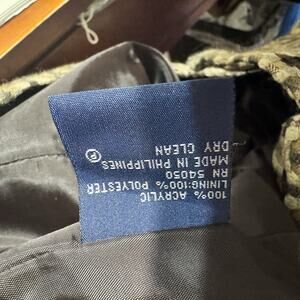 100% ACRYLIC
LINING:100% POLYESTER
RN 54050
MADE IN PHILIPPINES
DRY CLEAN
P